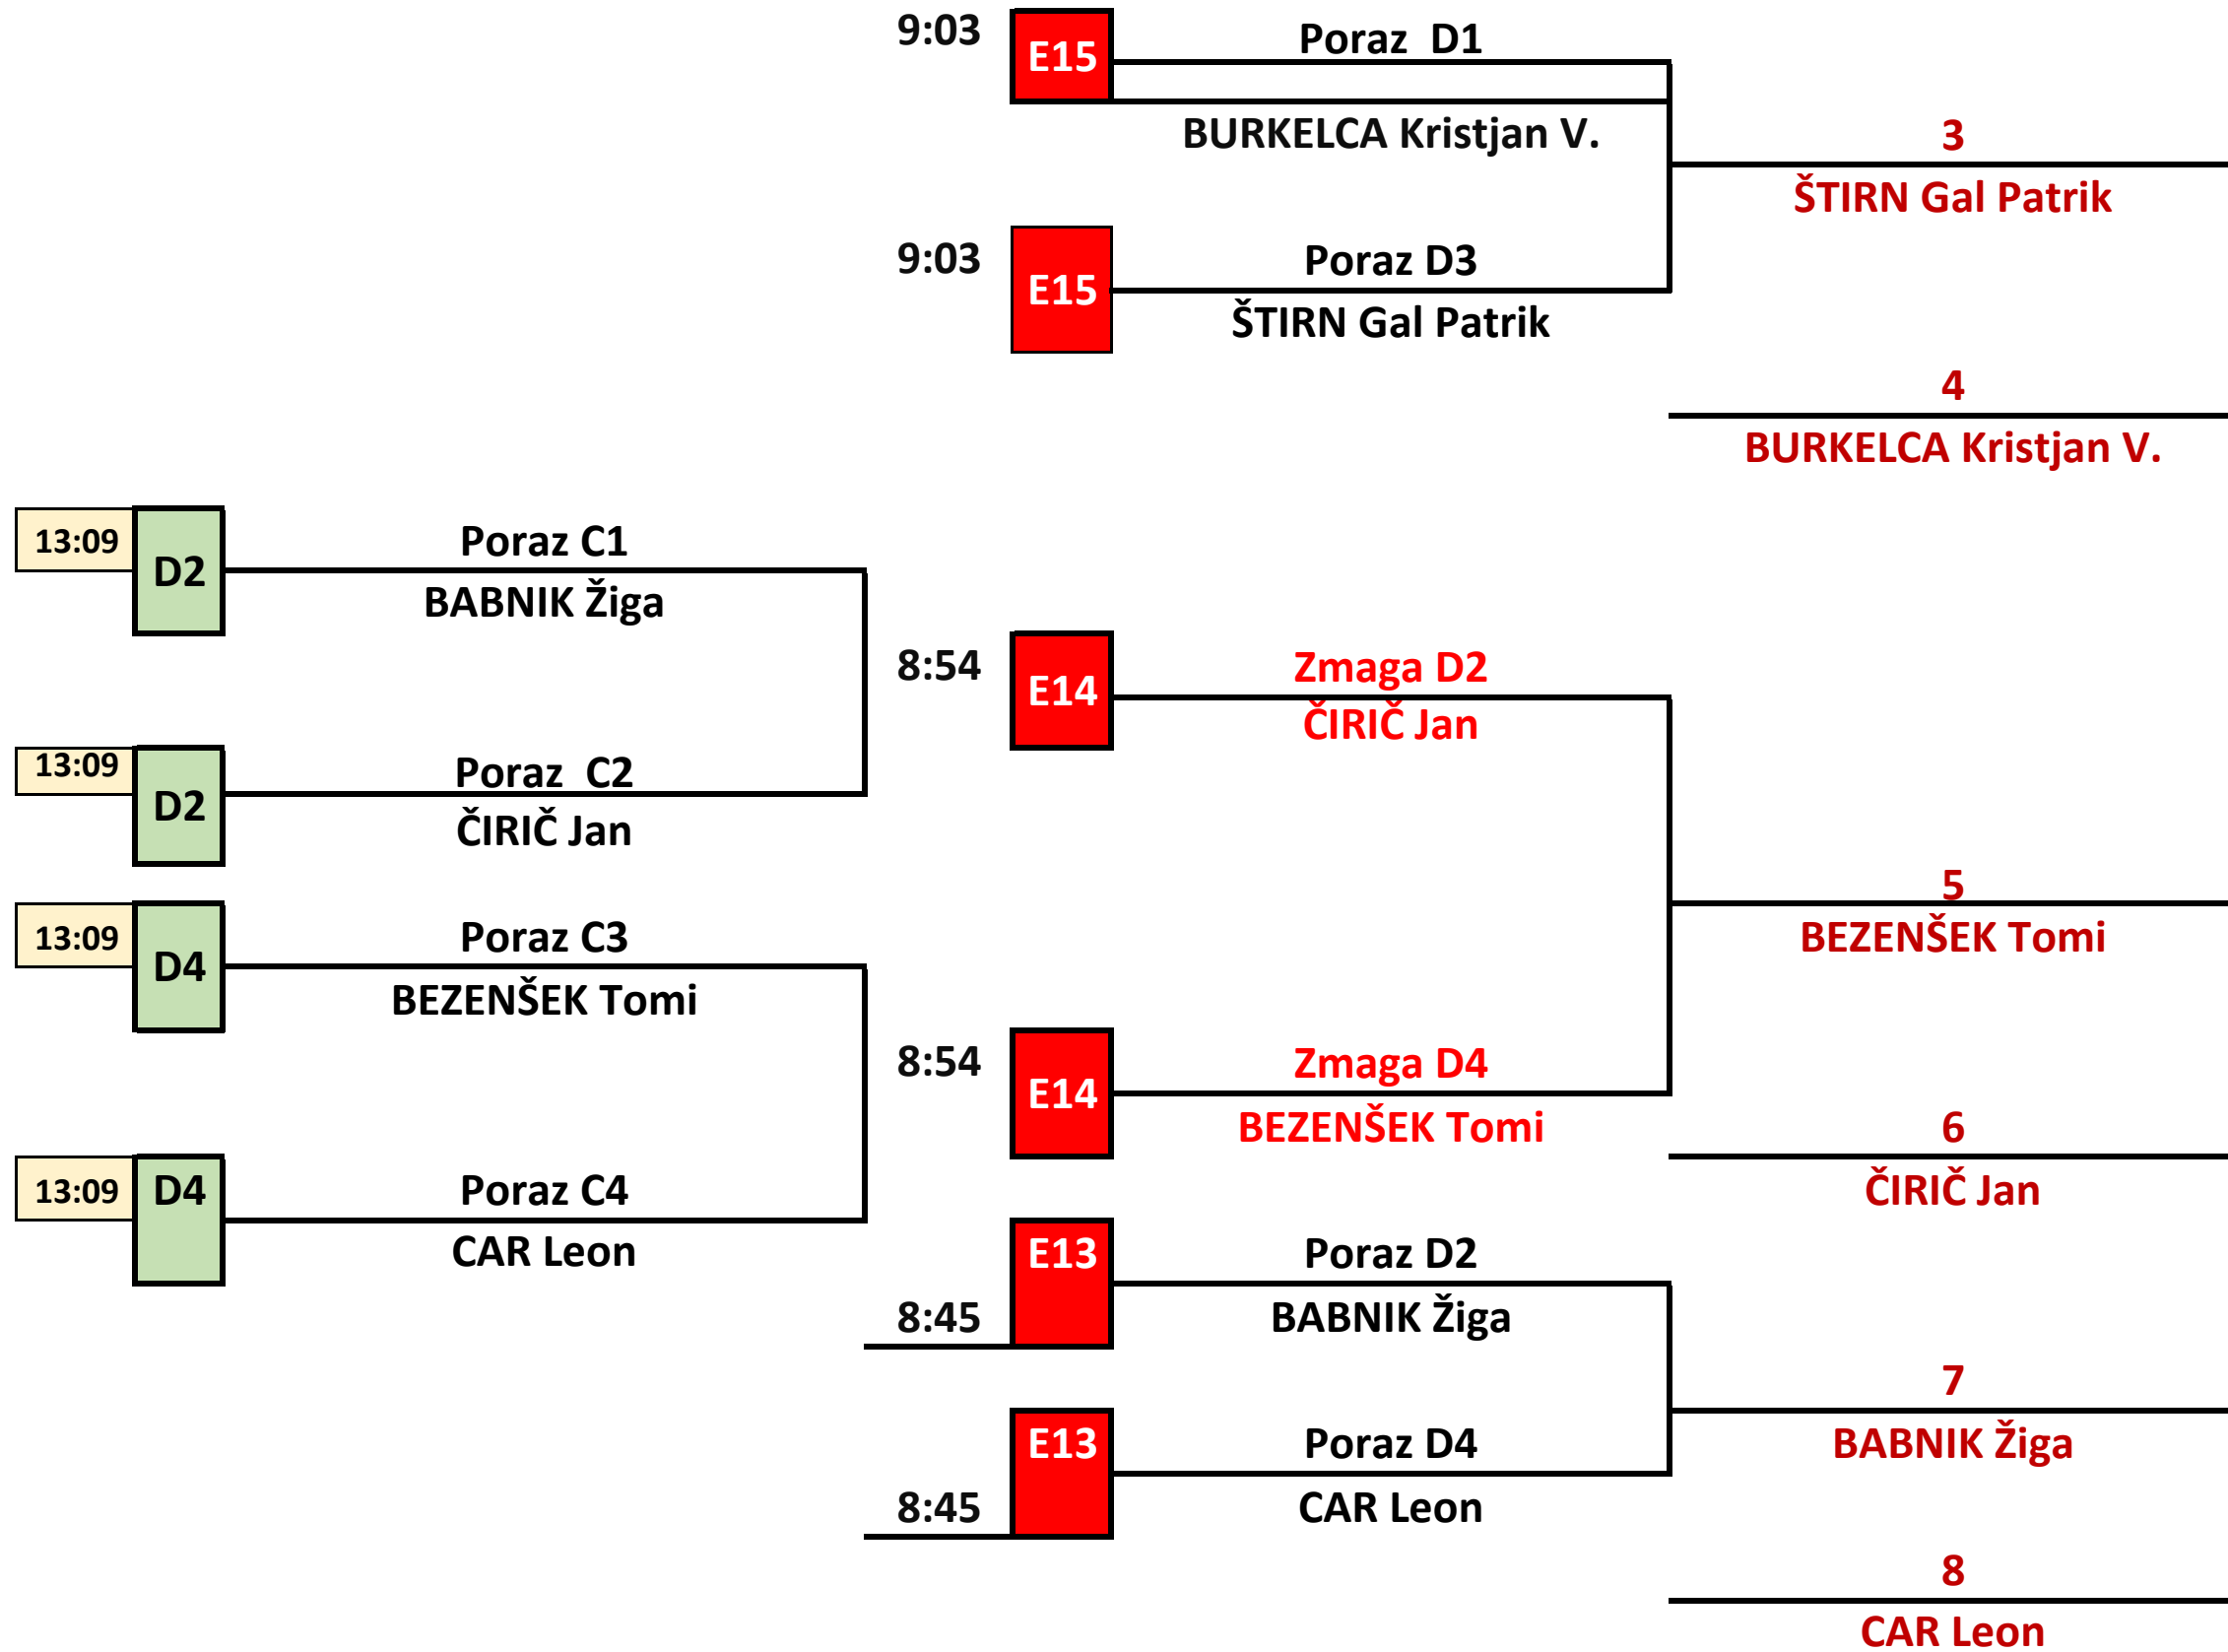 9:03
E15
Poraz  D1
BURKELCA Kristjan V.
3
ŠTIRN Gal Patrik
9:03
E15
Poraz D3
ŠTIRN Gal Patrik
4
BURKELCA Kristjan V.
13:09
D2
Poraz C1
BABNIK Žiga
8:54
E14
Zmaga D2
ČIRIČ Jan
13:09
D2
Poraz  C2
ČIRIČ Jan
5
BEZENŠEK Tomi
13:09
D4
Poraz C3
BEZENŠEK Tomi
8:54
E14
Zmaga D4
BEZENŠEK Tomi
6
ČIRIČ Jan
13:09
D4
Poraz C4
CAR Leon
E13
8:45
Poraz D2
BABNIK Žiga
7
BABNIK Žiga
E13
8:45
Poraz D4
CAR Leon
8
CAR Leon